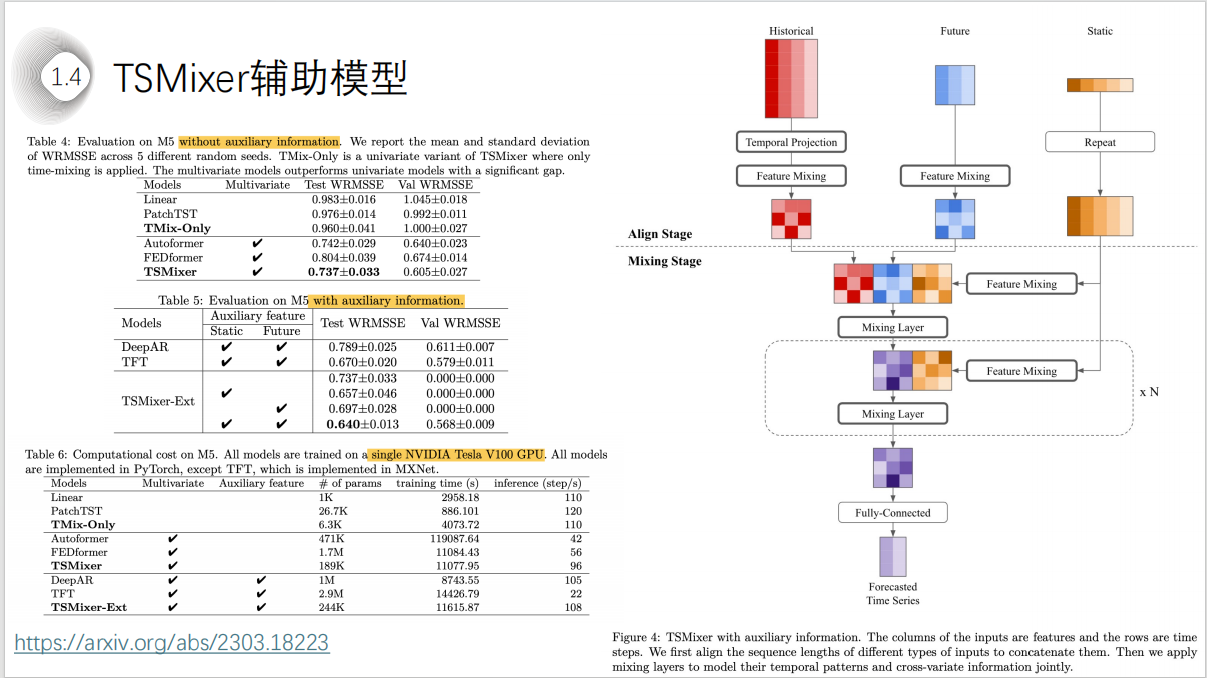 1.4
TSMixer辅助模型
Table 4: Evaluation on M5 without auxiliary information. We report the mean and standard deviation
of WRMSSE across 5 different random seeds. TMix-Only is a univariate variant of TSMixer where only
time-mixing is applied. The multivariate models outperforms univariate models with a significant gap.
Models Multivariate Test WRMSSE Val WRMSSE
Linear 0.983±0.016 1.045±0.018
PatchTST 0.976±0.014 0.992±0.011
TMix-Only 0.960±0.041 1.000±0.027
Autoformer ✔ 0.742±0.029 0.640±0.023
FEDformer ✔ 0.804±0.039 0.674±0.014
TSMixer ✔ 0.737±0.033 0.605±0.027
Table 5: Evaluation on M5 with auxiliary information.
Models Auxiliary feature Test WRMSSE Val WRMSSE
Static Future
DeepAR ✔ ✔ 0.789±0.025 0.611±0.007
TFT ✔ ✔ 0.670±0.020 0.579±0.011
TSMixer-Ext
0.737±0.033 0.000±0.000
✔ 0.657±0.046 0.000±0.000
✔ 0.697±0.028 0.000±0.000
✔ ✔ 0.640±0.013 0.568±0.009
Table 6: Computational cost on M5. All models are trained on a single NVIDIA Tesla V100 GPU. All models
are implemented in PyTorch, except TFT, which is implemented in MXNet.
Models Multivariate Auxiliary feature # of params training time (s) inference (step/s)
Linear 1K 2958.18 110
PatchTST 26.7K 886.101 120
TMix-Only 6.3K 4073.72 110
Autoformer ✔ 471K 119087.64 42
FEDformer ✔ 1.7M 11084.43 56
TSMixer ✔ 189K 11077.95 96
DeepAR ✔ ✔ 1M 8743.55 105
TFT ✔ ✔ 2.9M 14426.79 22
TSMixer-Ext ✔ ✔ 244K 11615.87 108
https://arxiv.org/abs/2303.18223
Historical Future Static
Temporal Projection
Repeat
Feature Mixing
Feature Mixing
Align Stage
Mixing Stage
Feature Mixing
Mixing Layer
Feature Mixing
x N
Mixing Layer
Fully-Connected
Forecasted
Time Series
Figure 4: TSMixer with auxiliary information. The columns of the inputs are features and the rows are time
steps. We first align the sequence lengths of different types of inputs to concatenate them. Then we apply
mixing layers to model their temporal patterns and cross-variate information jointly.